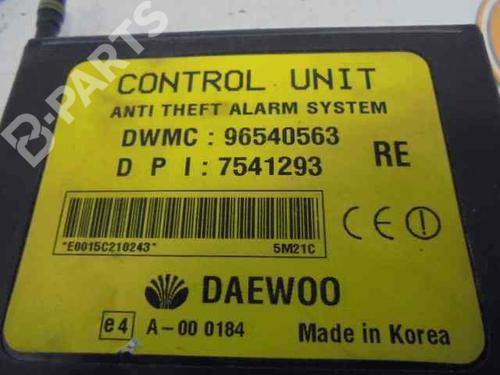 CONTROL UNIT
ANTI THEFT ALARM SYSTEM
DWMC : 96540563
D P I : 7541293
RE
*E0015C210243*
5M21C
CE
DAEWOO
e4 A-00 0184
Made in Korea
B-PARTS